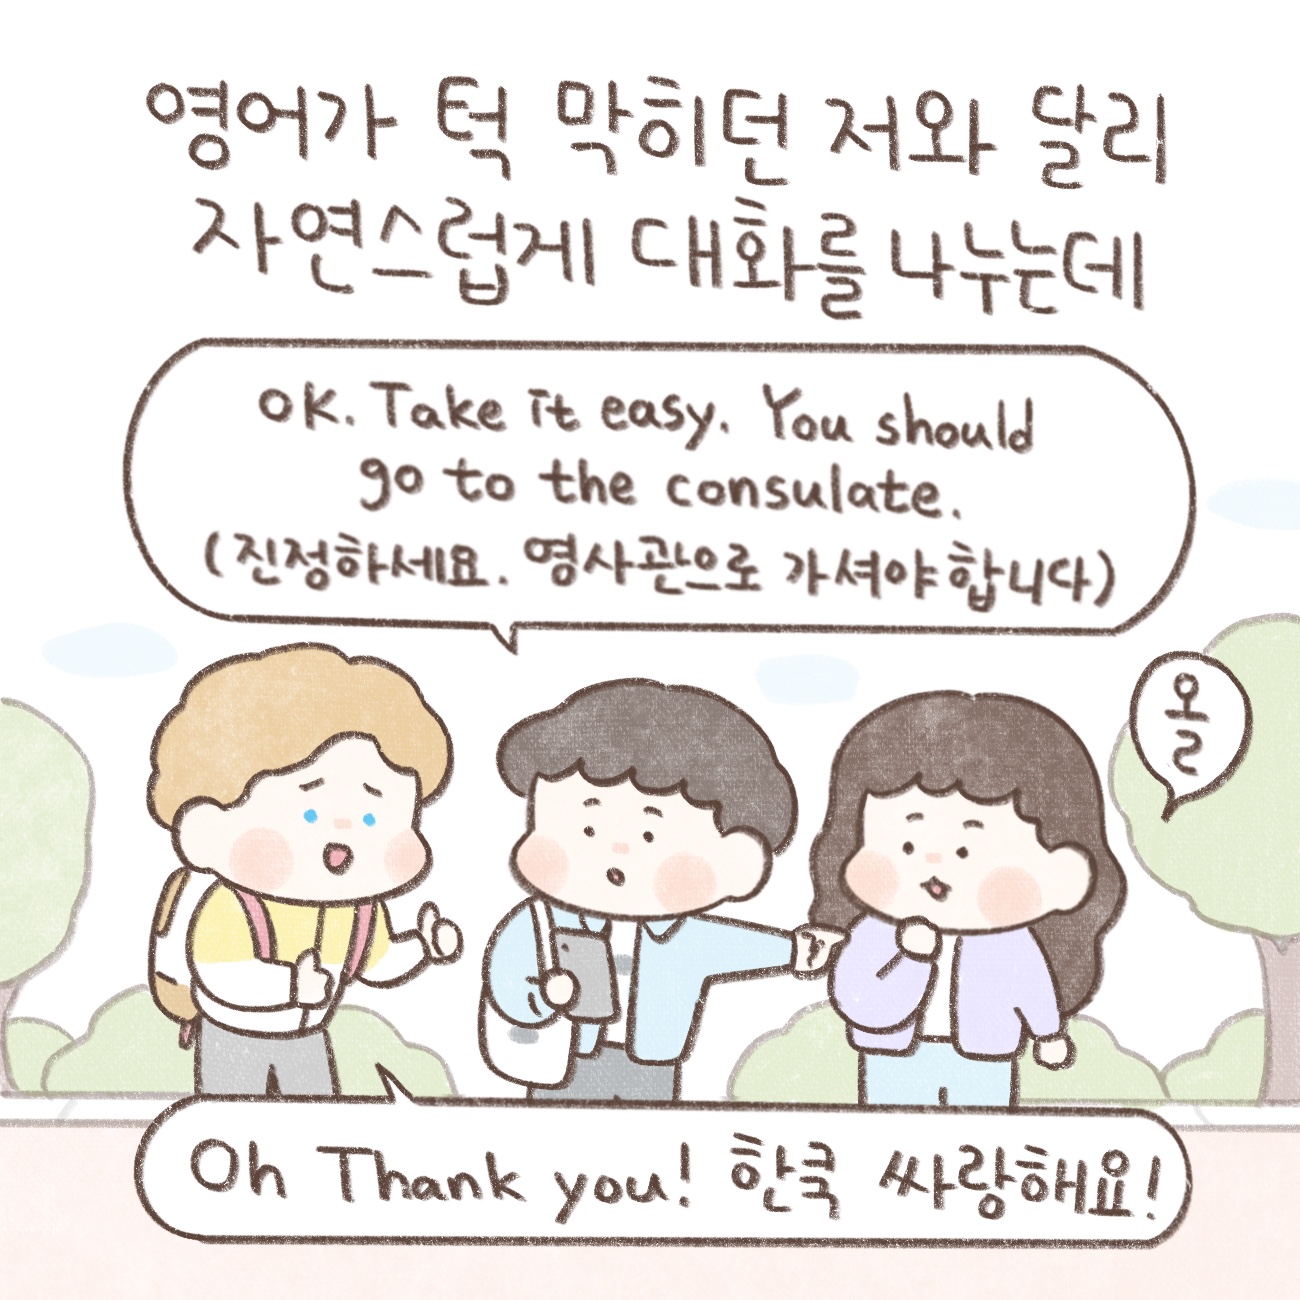 영어가 턱 막히던 저와 달리
자연스럽게 대화를 나누는데
OK. Take it easy. You should
go to the consulate.
(진정하세요. 영사관으로 가셔야 합니다)
오
ㄹ
Oh Thank you! 한쿡 싸랑해요!